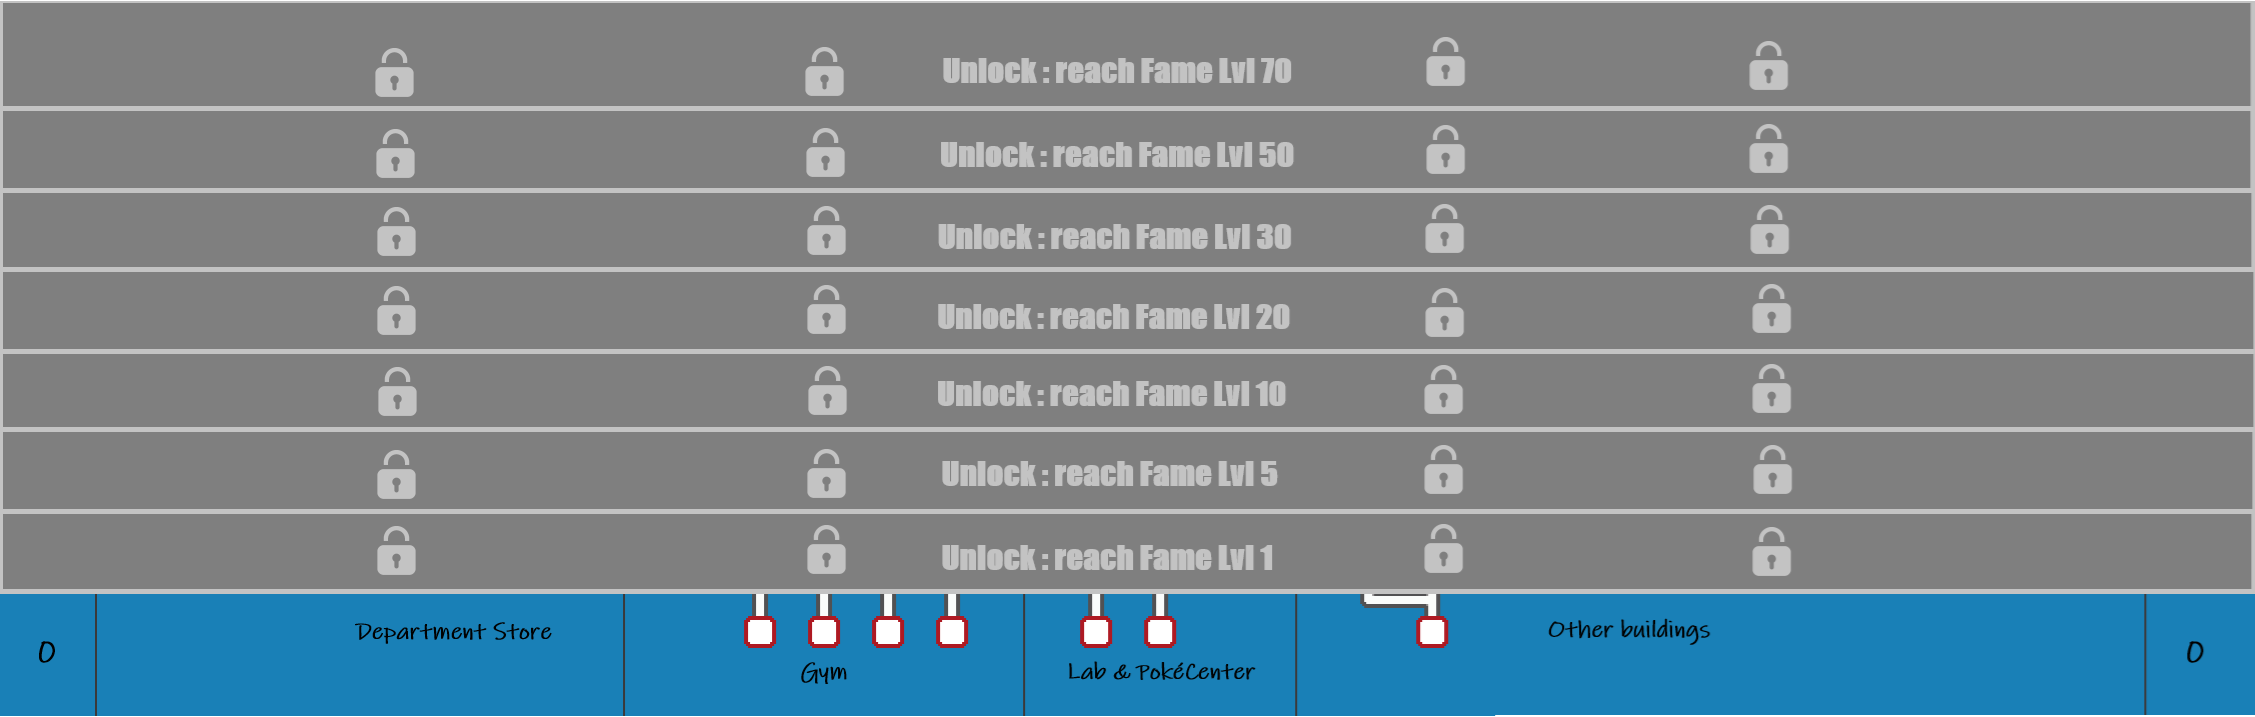 Unlock : reach Fame Lvl 70
Unlock : reach Fame Lvl 50
Unlock : reach Fame Lvl 30
Unlock : reach Fame Lvl 20
Unlock : reach Fame Lvl 10
Unlock : reach Fame Lvl 5
Unlock : reach Fame Lvl 1
0 Department Store Other buildings 0
Gym Lab & PokéCenter